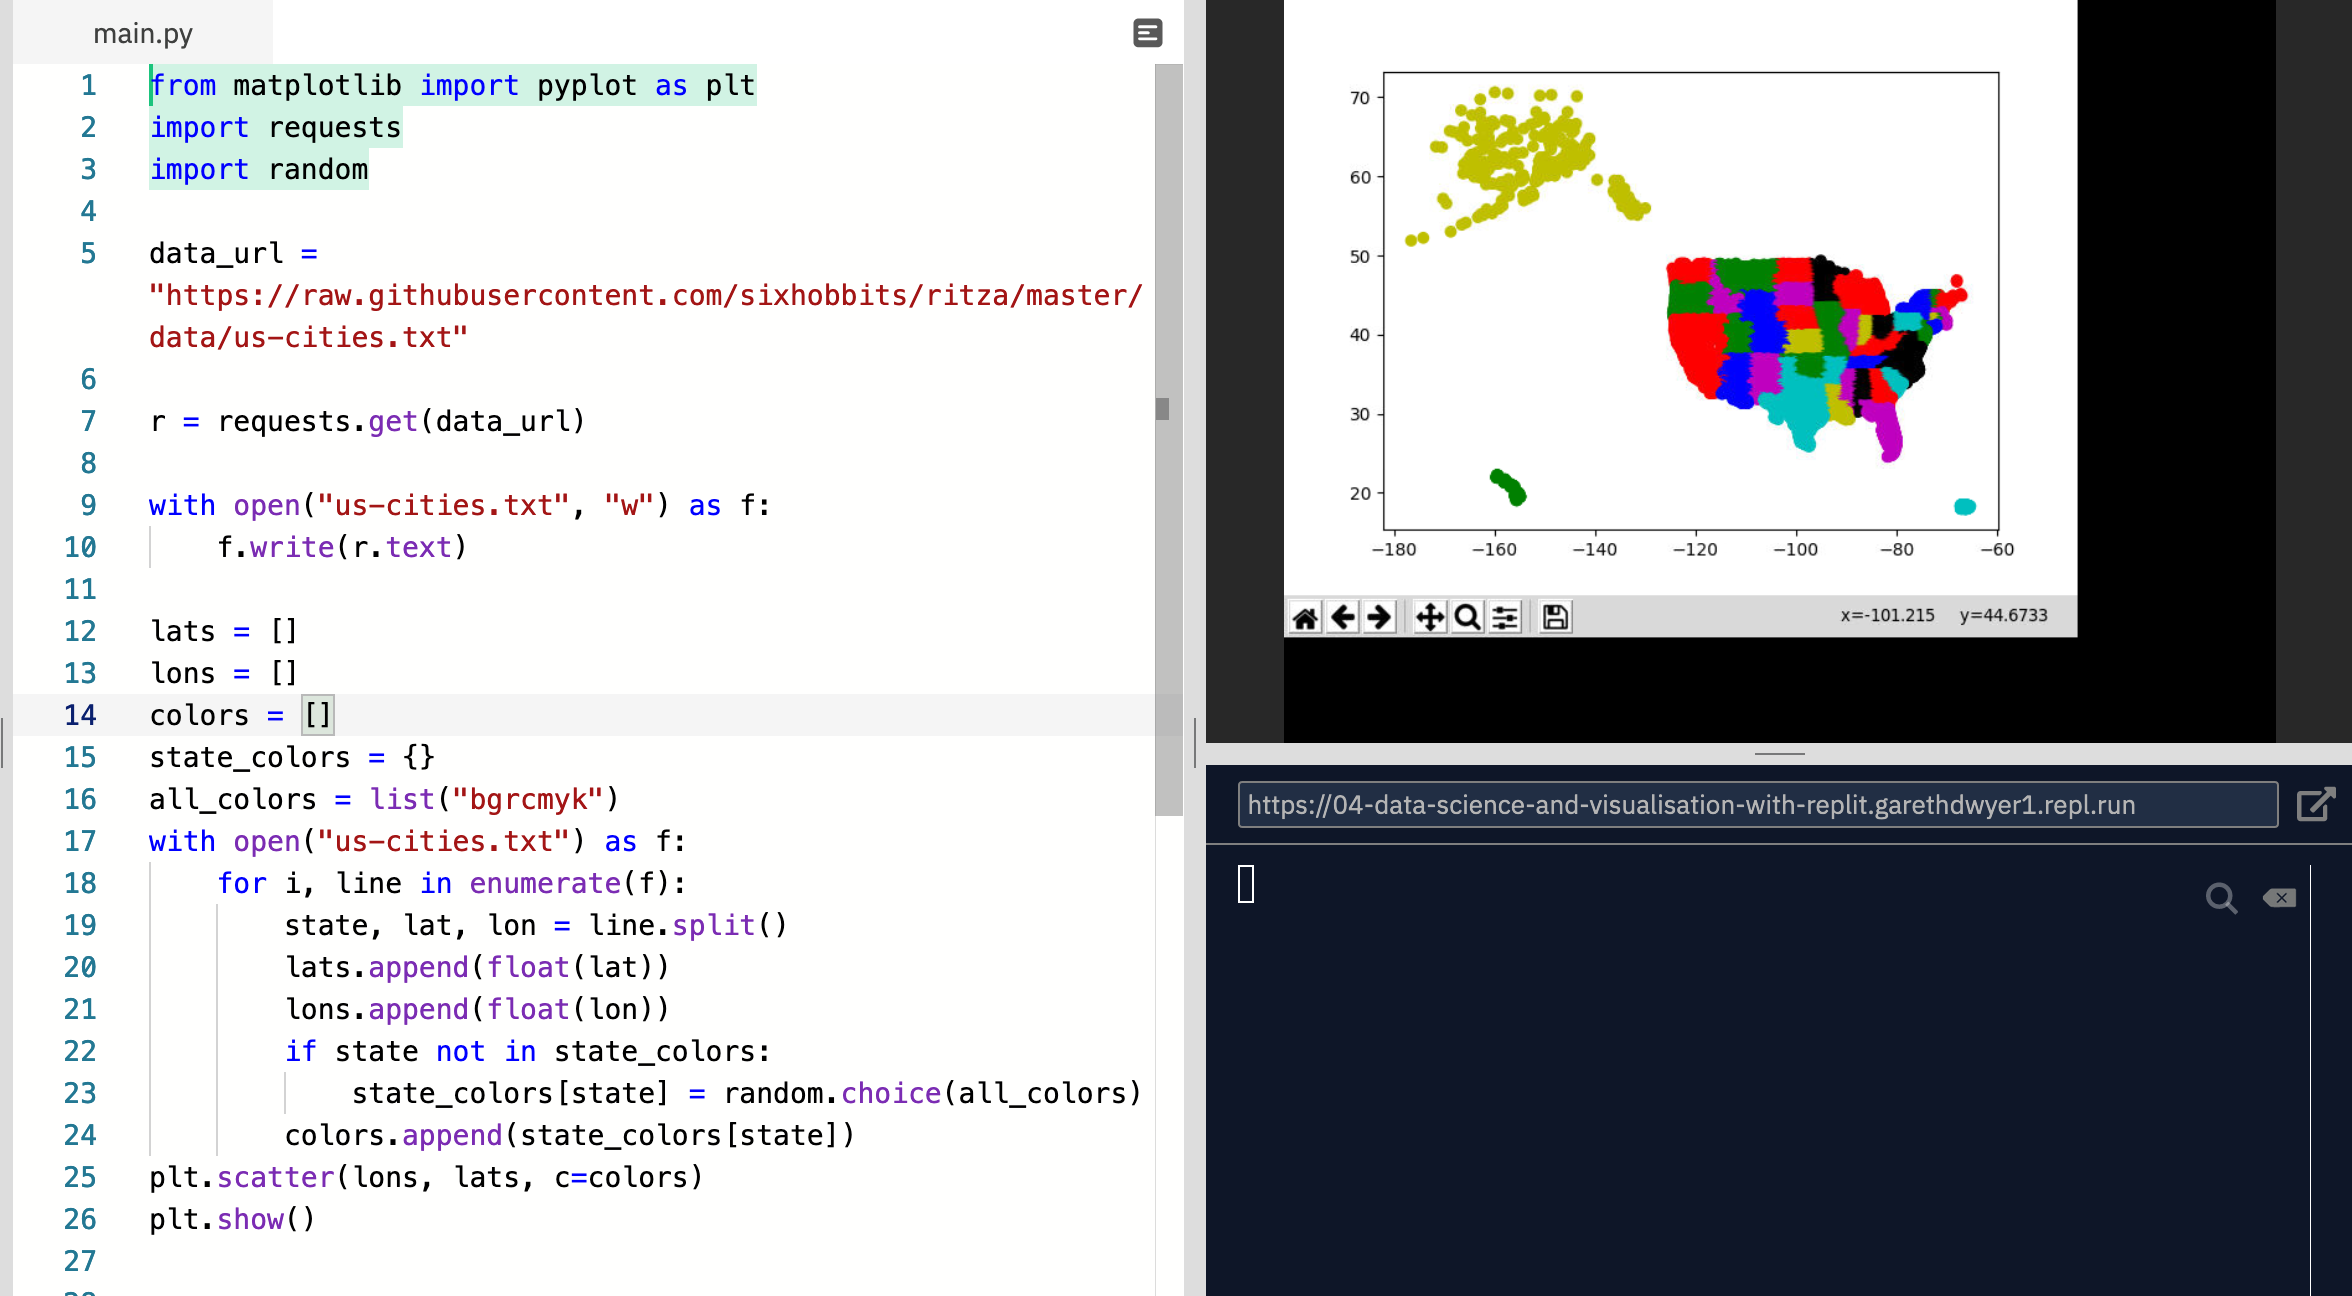 main.py
1 from matplotlib import pyplot as plt
2 import requests
3 import random
4
5 data_url =
"https://raw.githubusercontent.com/sixhobbits/ritza/master/
data/us-cities.txt"
6
7 r = requests.get(data_url)
8
9 with open("us-cities.txt", "w") as f:
10 f.write(r.text)
11
12 lats = []
13 lons = []
14 colors = []
15 state_colors = {}
16 all_colors = list("bgrcmyk")
17 with open("us-cities.txt") as f:
18 for i, line in enumerate(f):
19 state, lat, lon = line.split()
20 lats.append(float(lat))
21 lons.append(float(lon))
22 if state not in state_colors:
23 state_colors[state] = random.choice(all_colors)
24 colors.append(state_colors[state])
25 plt.scatter(lons, lats, c=colors)
26 plt.show()
27
70
60
50
40
30
20
−180 −160 −140 −120 −100 −80 −60
x=-101.215 y=44.6733
https://04-data-science-and-visualisation-with-replit.garethdwyer1.repl.run